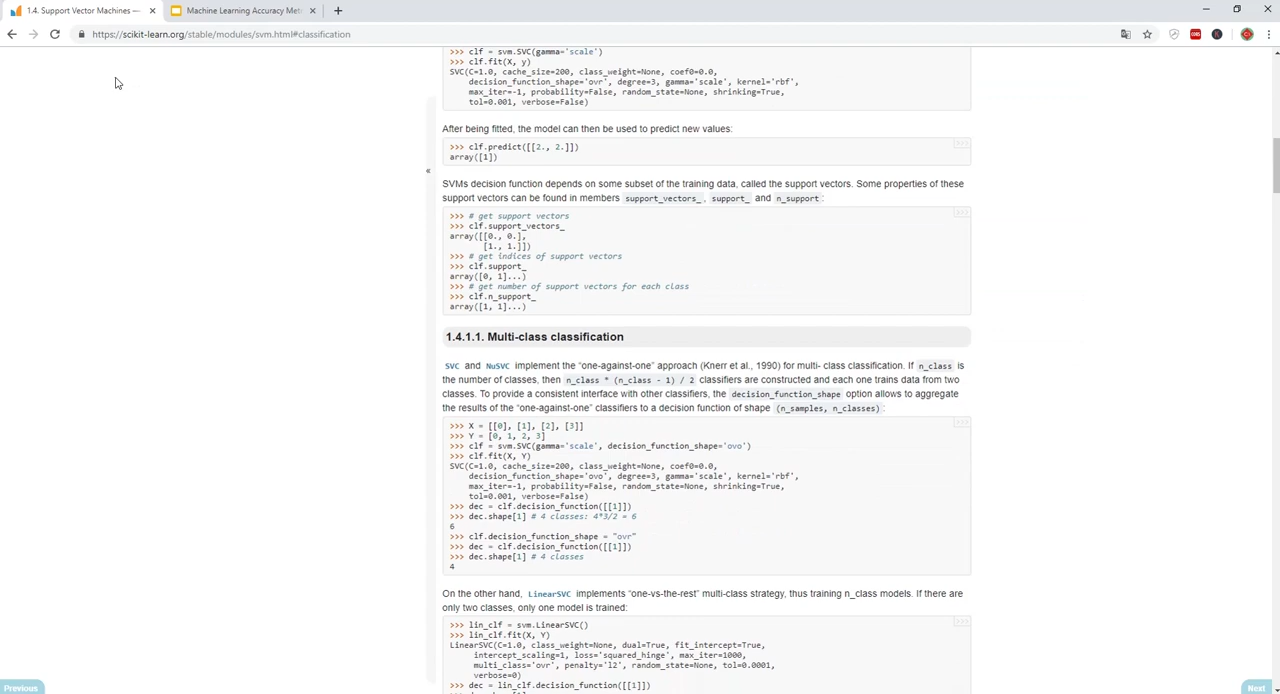 1.4. Support Vector Machines —
Machine Learning Accuracy Met
https://scikit-learn.org/stable/modules/svm.html#classification
>>> clf = svm.SVC(gamma='scale')
>>> clf.fit(X, y)
SVC(C=1.0, cache_size=200, class_weight=None, coef0=0.0,
decision_function_shape='ovr', degree=3, gamma='scale', kernel='rbf',
max_iter=-1, probability=False, random_state=None, shrinking=True,
tol=0.001, verbose=False)
After being fitted, the model can then be used to predict new values:
>>>
>>> clf.predict([[2., 2.]])
array([1])
SVMs decision function depends on some subset of the training data, called the support vectors. Some properties of these
support vectors can be found in members support_vectors_, support_ and n_support:
>>>
>>> # get support vectors
>>> clf.support_vectors_
array([[0., 0.],
[1., 1.]])
>>> # get indices of support vectors
>>> clf.support_
array([0, 1]...)
>>> # get number of support vectors for each class
>>> clf.n_support_
array([1, 1]...)
«
1.4.1.1. Multi-class classification
SVC and NuSVC implement the “one-against-one” approach (Knerr et al., 1990) for multi- class classification. If n_class is
the number of classes, then n_class * (n_class - 1) / 2 classifiers are constructed and each one trains data from two
classes. To provide a consistent interface with other classifiers, the decision_function_shape option allows to aggregate
the results of the “one-against-one” classifiers to a decision function of shape (n_samples, n_classes):
>>>
>>> X = [[0], [1], [2], [3]]
>>> Y = [0, 1, 2, 3]
>>> clf = svm.SVC(gamma='scale', decision_function_shape='ovo')
>>> clf.fit(X, Y)
SVC(C=1.0, cache_size=200, class_weight=None, coef0=0.0,
decision_function_shape='ovo', degree=3, gamma='scale', kernel='rbf',
max_iter=-1, probability=False, random_state=None, shrinking=True,
tol=0.001, verbose=False)
>>> dec = clf.decision_function([[1]])
>>> dec.shape[1] # 4 classes: 4*3/2 = 6
6
>>> clf.decision_function_shape = "ovr"
>>> dec = clf.decision_function([[1]])
>>> dec.shape[1] # 4 classes
4
On the other hand, LinearSVC implements “one-vs-the-rest” multi-class strategy, thus training n_class models. If there are
only two classes, only one model is trained:
>>>
>>> lin_clf = svm.LinearSVC()
>>> lin_clf.fit(X, Y)
LinearSVC(C=1.0, class_weight=None, dual=True, fit_intercept=True,
intercept_scaling=1, loss='squared_hinge', max_iter=1000,
multi_class='ovr', penalty='l2', random_state=None, tol=0.0001,
verbose=0)
>>> dec = lin_clf.decision_function([[1]])
Previous
Next